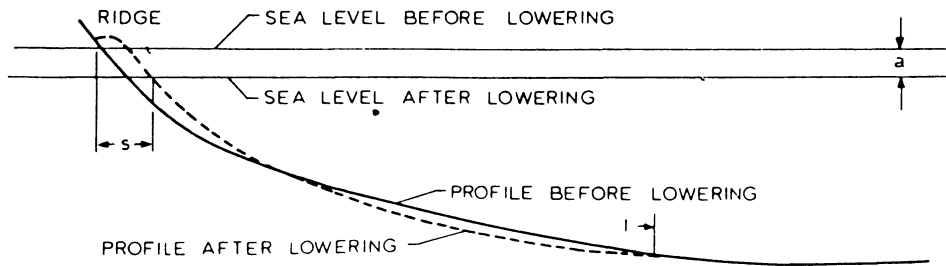 RIDGE
SEA LEVEL BEFORE LOWERING
a
SEA LEVEL AFTER LOWERING
s
PROFILE BEFORE LOWERING
l
PROFILE AFTER LOWERING